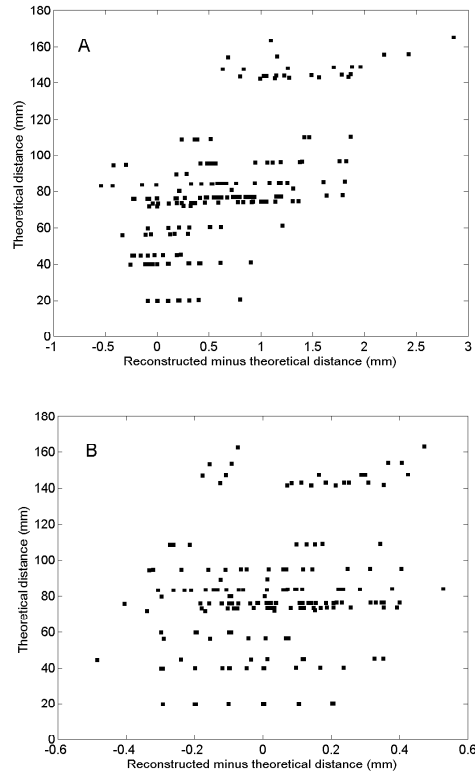 180
160
140
120
100
80
60
40
20
0
A
Theoretical distance (mm)
-1 -0.5 0 0.5 1 1.5 2 2.5 3
Reconstructed minus theoretical distance (mm)
180
160
140
120
100
80
60
40
20
0
B
Theoretical distance (mm)
-0.6 -0.4 -0.2 0 0.2 0.4 0.6
Reconstructed minus theoretical distance (mm)